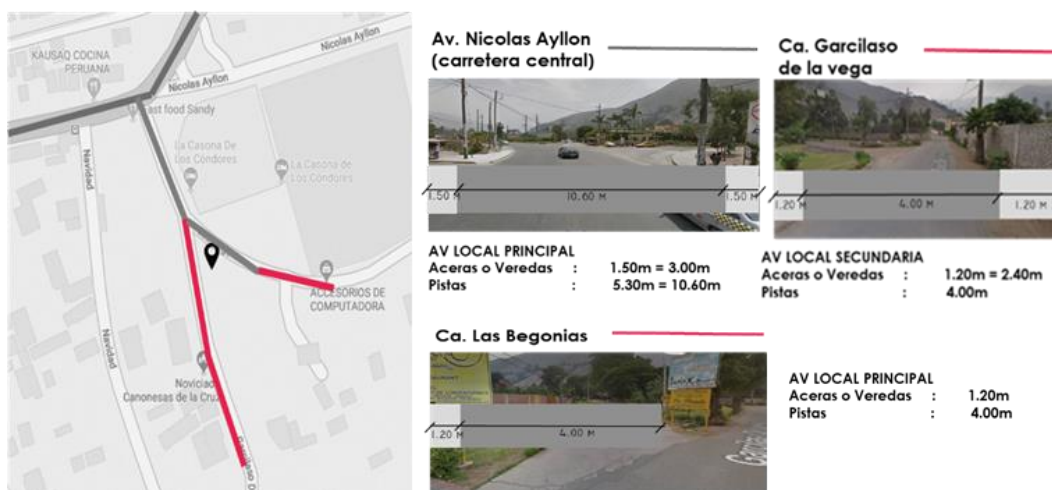 KAUSAQ COCINA
PERUANA
Nicolas Ayllon
Nicolas Ayllon
Fast food Sandy
La Casona De
Los Cóndores
La Casona de
Los Cóndores
Navidad
Navidad
ACCESORIOS DE
COMPUTADORA
Noviciado
Canonesas de la Cruz
Garcilaso D
Av. Nicolas Ayllon
(carretera central)
1.50 M
10.60 M
1.50 M
AV LOCAL PRINCIPAL
Aceras o Veredas : 1.50m = 3.00m
Pistas : 5.30m = 10.60m
Ca. Garcilaso
de la vega
1.20 M
4.00 M
1.20 M
AV LOCAL SECUNDARIA
Aceras o Veredas : 1.20m = 2.40m
Pistas : 4.00m
Ca. Las Begonias
1.20 M
4.00 M
AV LOCAL PRINCIPAL
Aceras o Veredas : 1.20m
Pistas : 4.00m